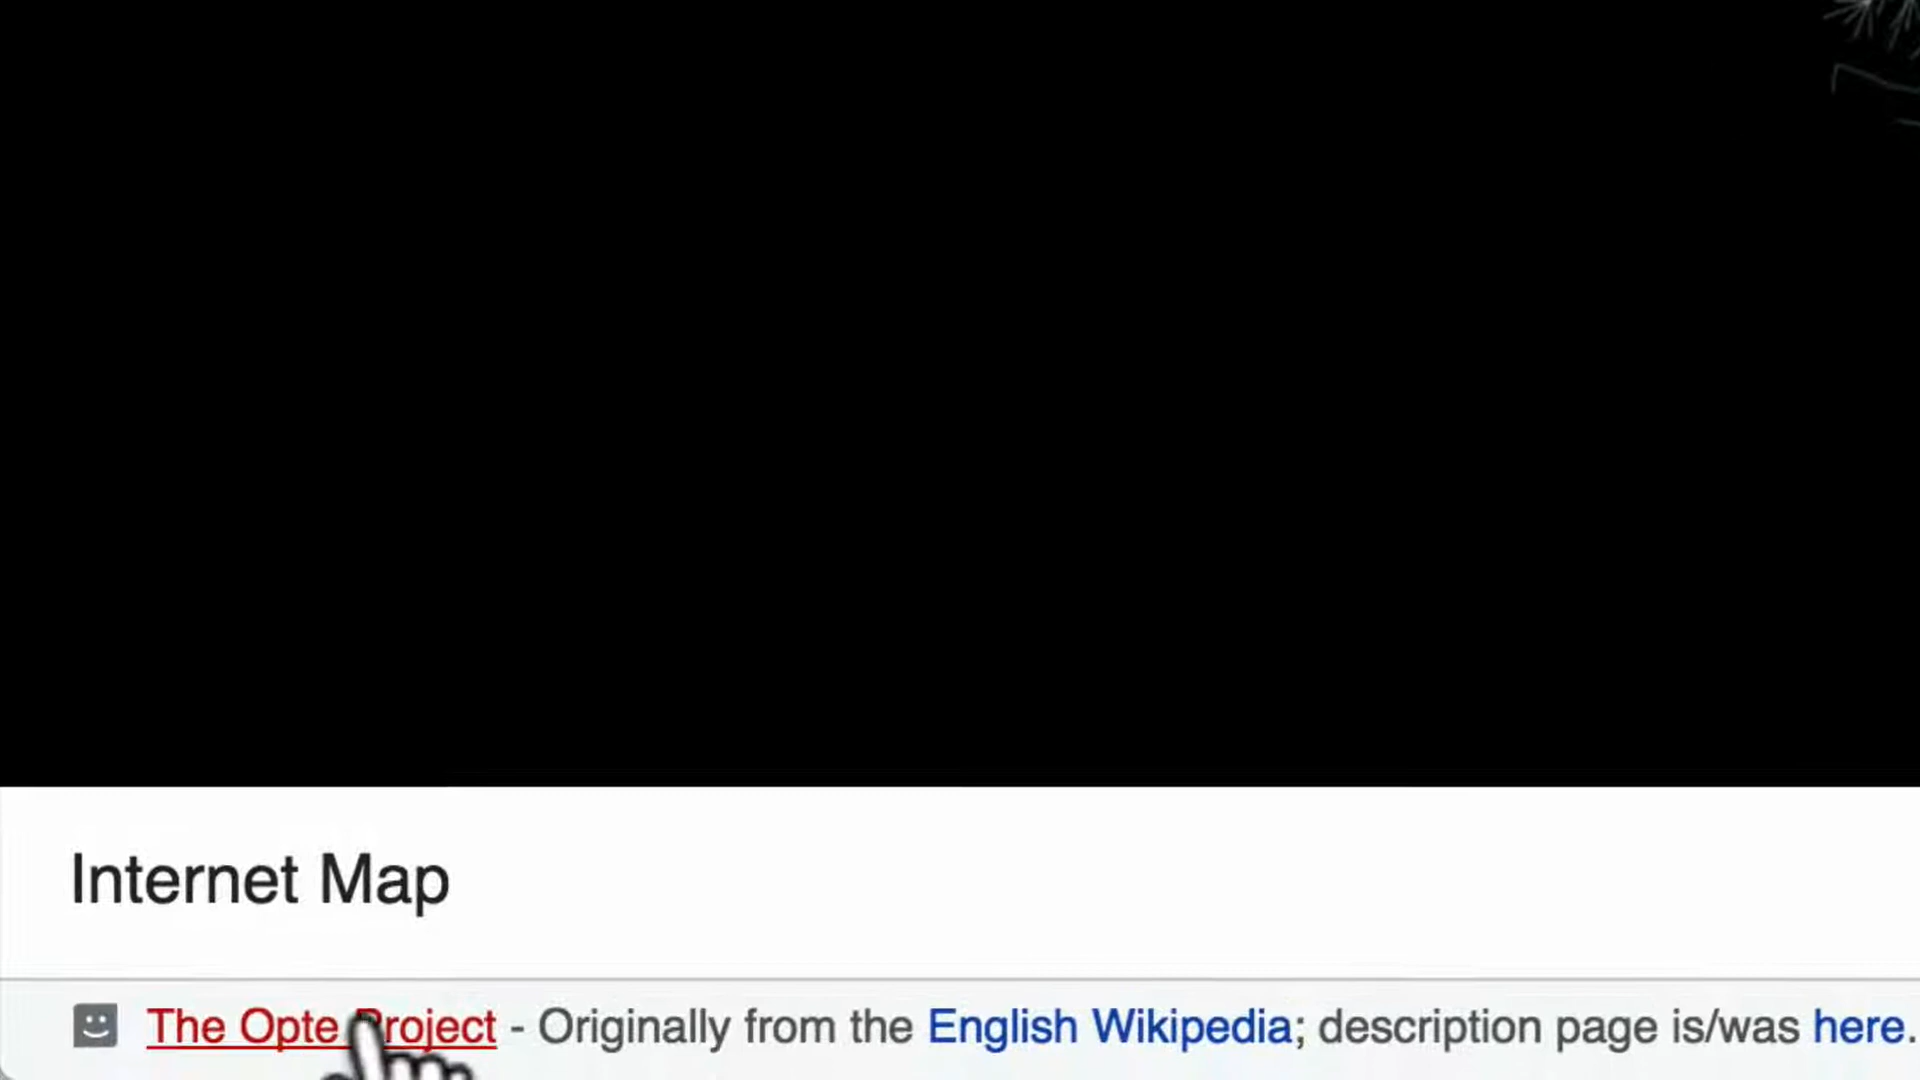 Internet Map
The Opte Project - Originally from the English Wikipedia; description page is/was here.